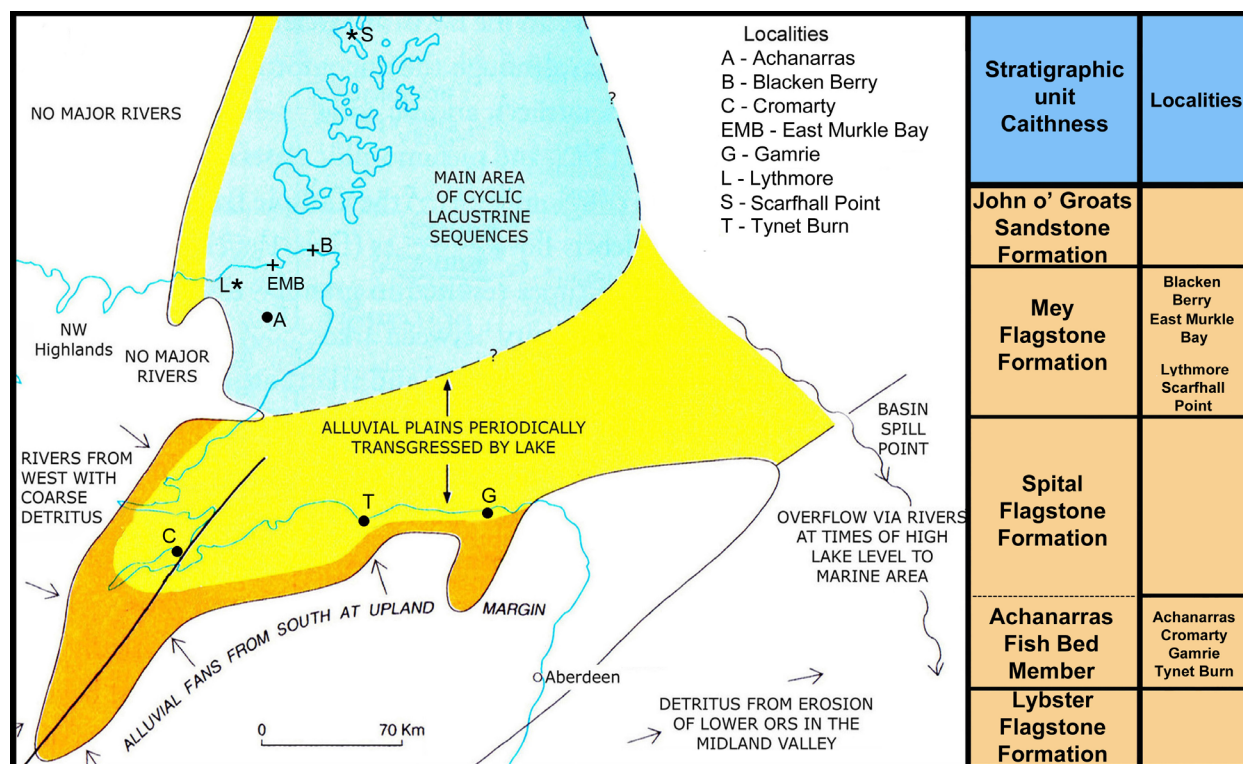 NO MAJOR RIVERS
*S
?
MAIN AREA
OF CYCLIC
LACUSTRINE
SEQUENCES
B
EMB
L*
A
NW
Highlands
NO MAJOR
RIVERS
?
ALLUVIAL PLAINS PERIODICALLY
TRANSGRESSED BY LAKE
BASIN
SPILL
POINT
RIVERS FROM
WEST WITH
COARSE
DETRITUS
T
G
C
OVERFLOW VIA RIVERS
AT TIMES OF HIGH
LAKE LEVEL TO
MARINE AREA
ALLUVIAL FANS FROM SOUTH AT UPLAND MARGIN
Aberdeen
0 70 Km
DETRITUS FROM EROSION
OF LOWER ORS IN THE
MIDLAND VALLEY
Localities
A - Achanarras
B - Blacken Berry
C - Cromarty
EMB - East Murkle Bay
G - Gamrie
L - Lythmore
S - Scarfhall Point
T - Tynet Burn
Stratigraphic
unit
Caithness
Localities
John o' Groats
Sandstone
Formation
Mey
Flagstone
Formation
Blacken
Berry
East Murkle
Bay
Lythmore
Scarfhall
Point
Spital
Flagstone
Formation
Achanarras
Fish Bed
Member
Achanarras
Cromarty
Gamrie
Tynet Burn
Lybster
Flagstone
Formation